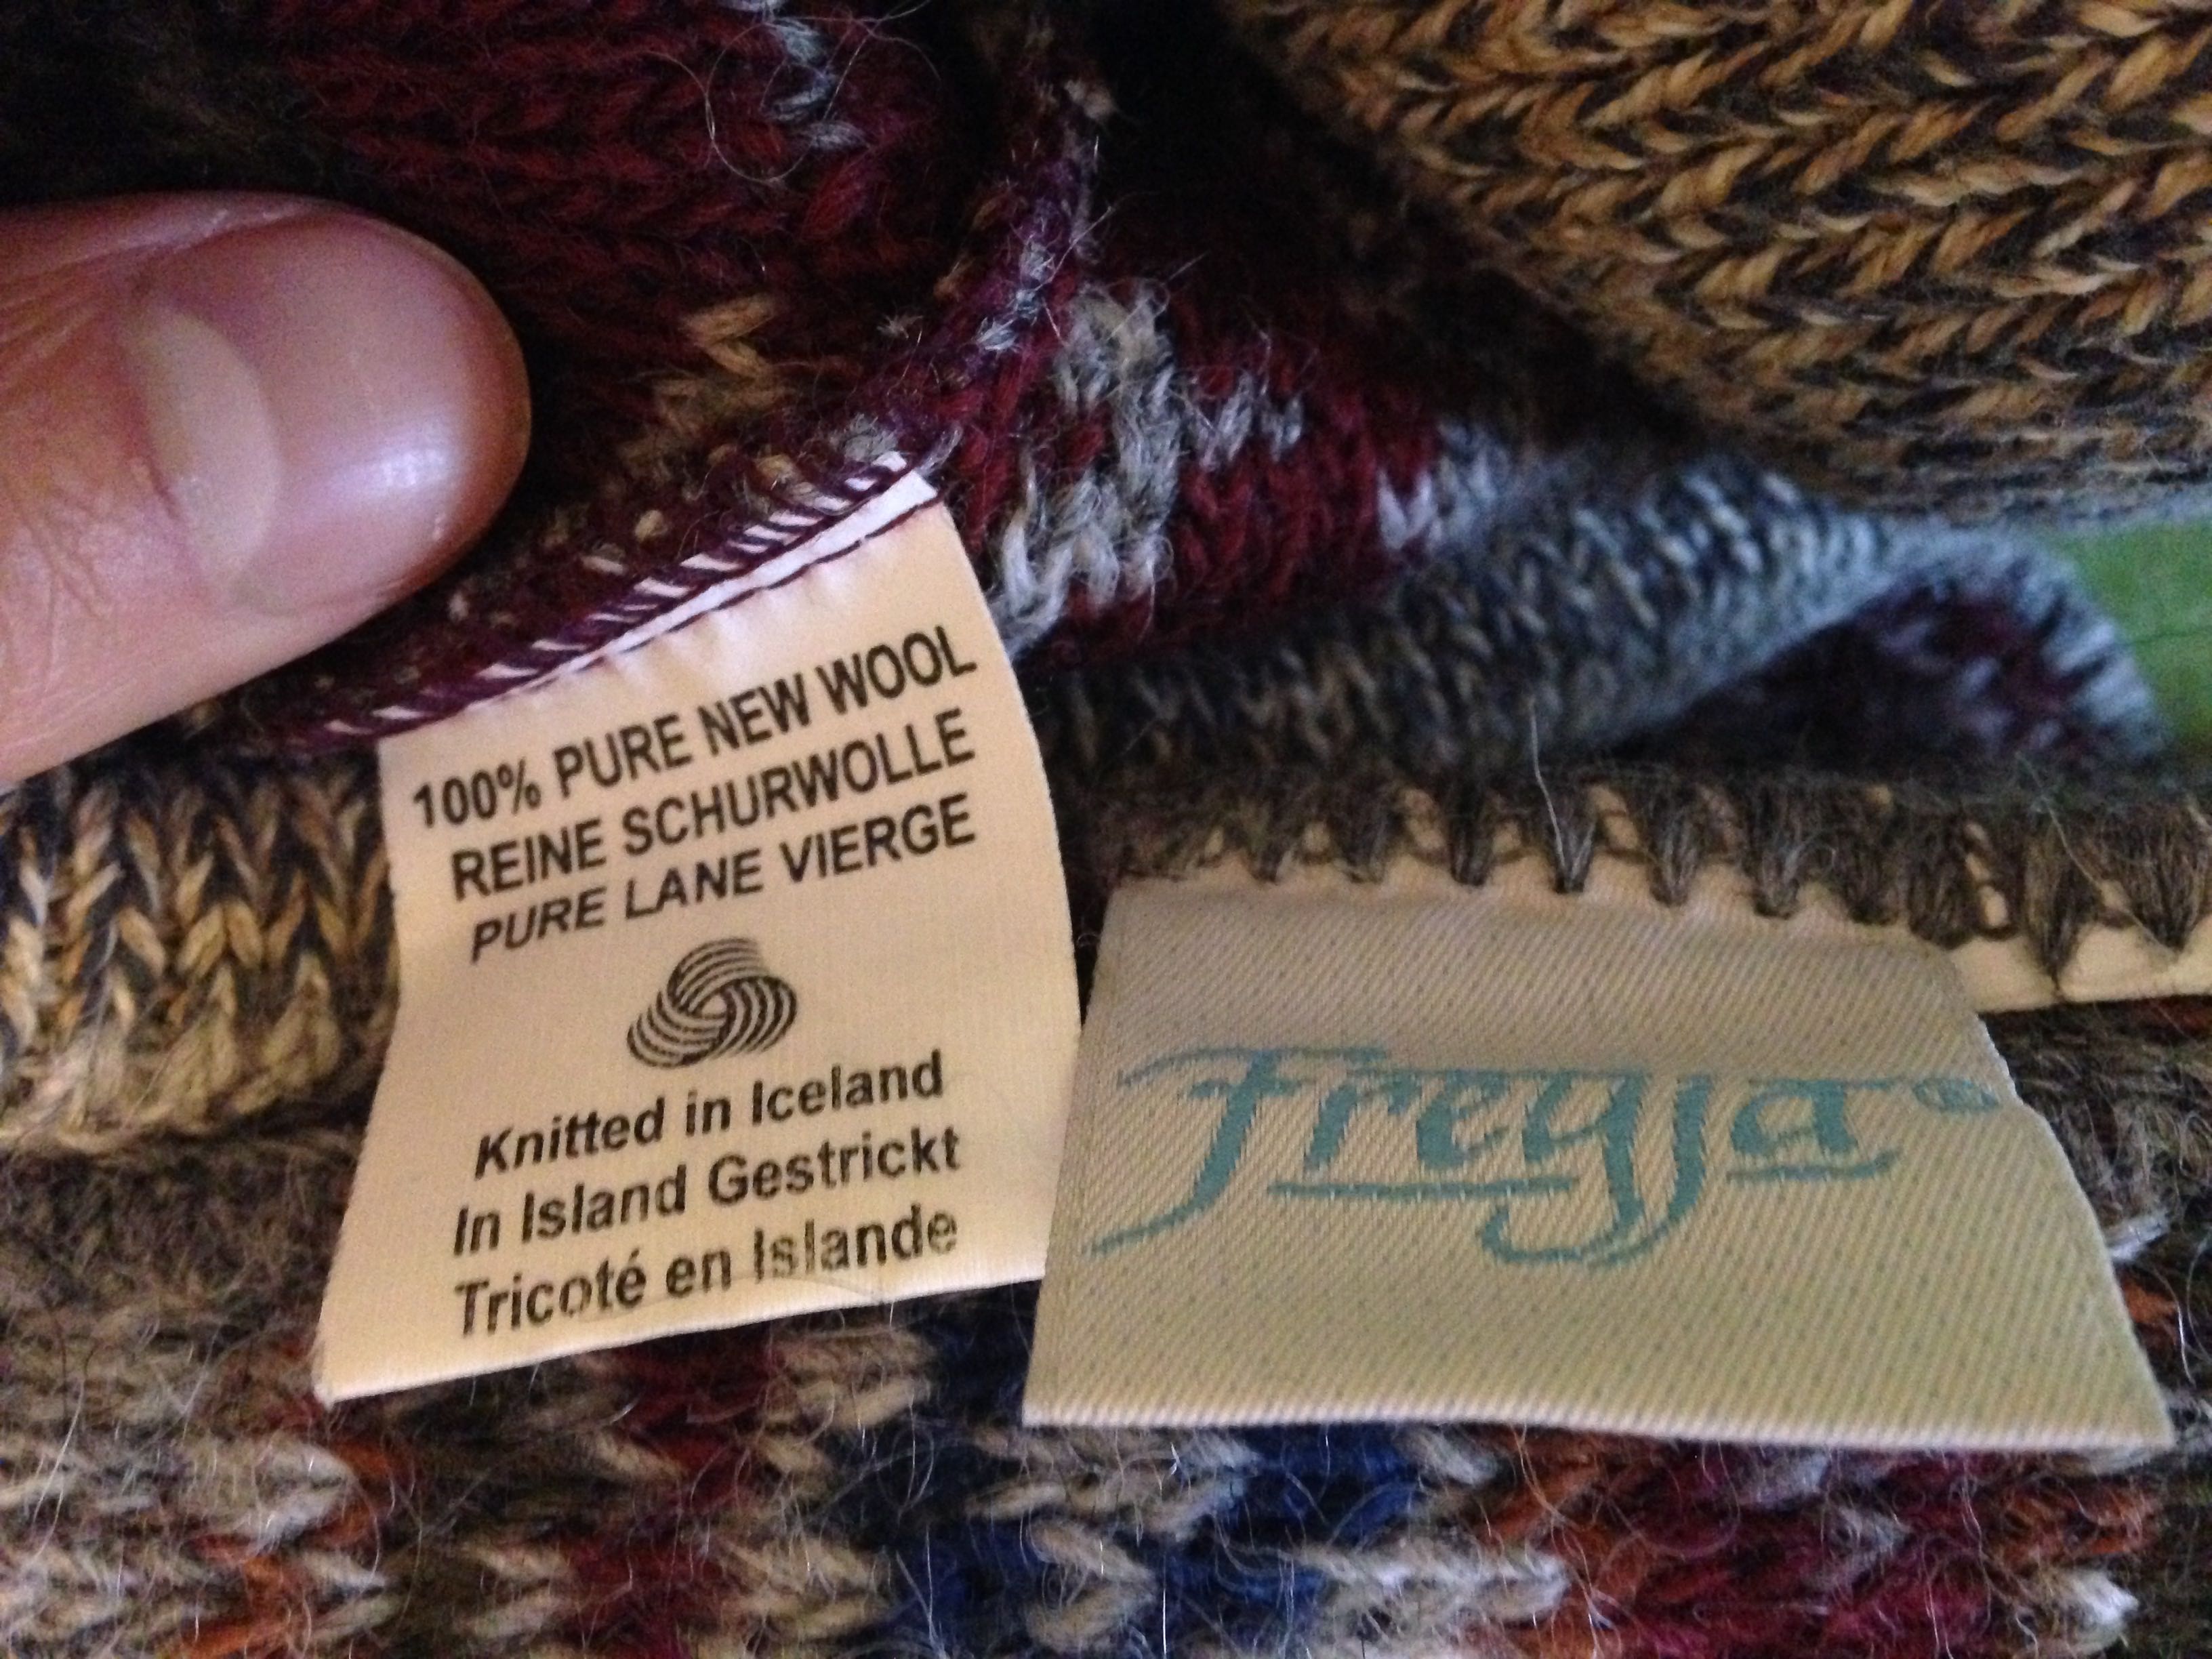 100% PURE NEW WOOL
REINE SCHURWOLLE
PURE LANE VIERGE
Knitted in Iceland
In Island Gestrickt
Tricoté en Islande
Freyja®